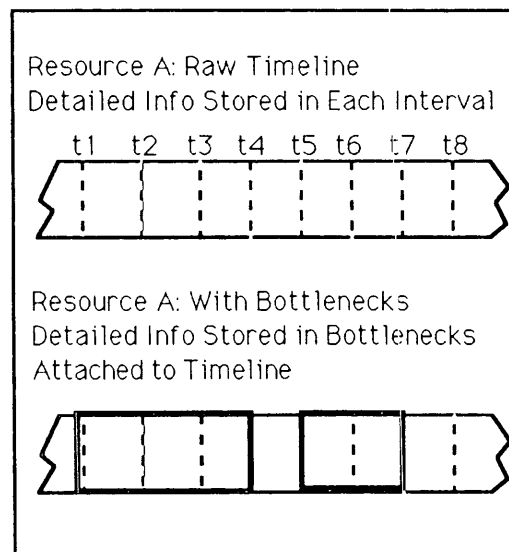 Resource A: Raw Timeline
Detailed Info Stored in Each Interval
t1 t2 t3 t4 t5 t6 t7 t8
Resource A: With Bottlenecks
Detailed Info Stored in Bottlenecks
Attached to Timeline